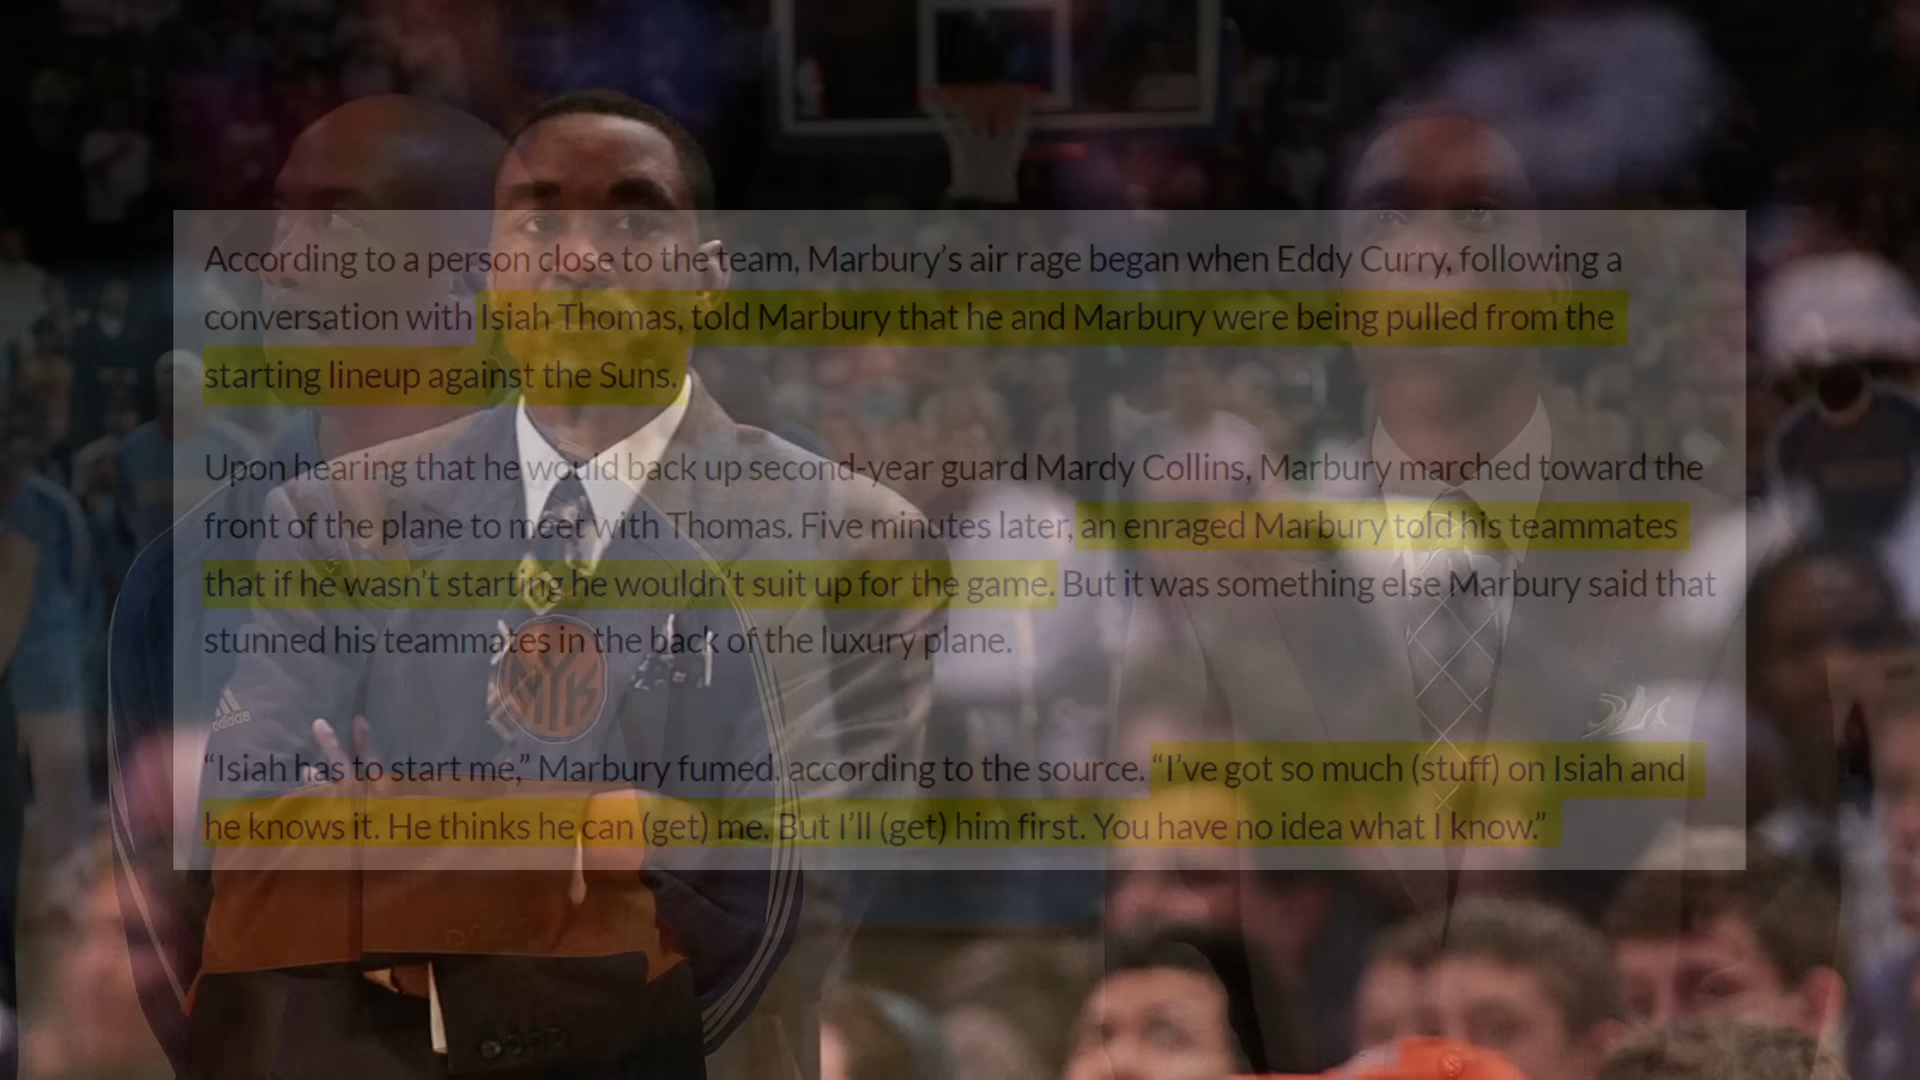 According to a person close to the team, Marbury’s air rage began when Eddy Curry, following a
conversation with Isiah Thomas, told Marbury that he and Marbury were being pulled from the
starting lineup against the Suns.
Upon hearing that he would back up second-year guard Mardy Collins, Marbury marched toward the
front of the plane to meet with Thomas. Five minutes later, an enraged Marbury told his teammates
that if he wasn’t starting he wouldn’t suit up for the game. But it was something else Marbury said that
stunned his teammates in the back of the luxury plane.
NYK
adidas
“Isiah has to start me,” Marbury fumed, according to the source. “I’ve got so much (stuff) on Isiah and
he knows it. He thinks he can (get) me. But I’ll (get) him first. You have no idea what I know.”